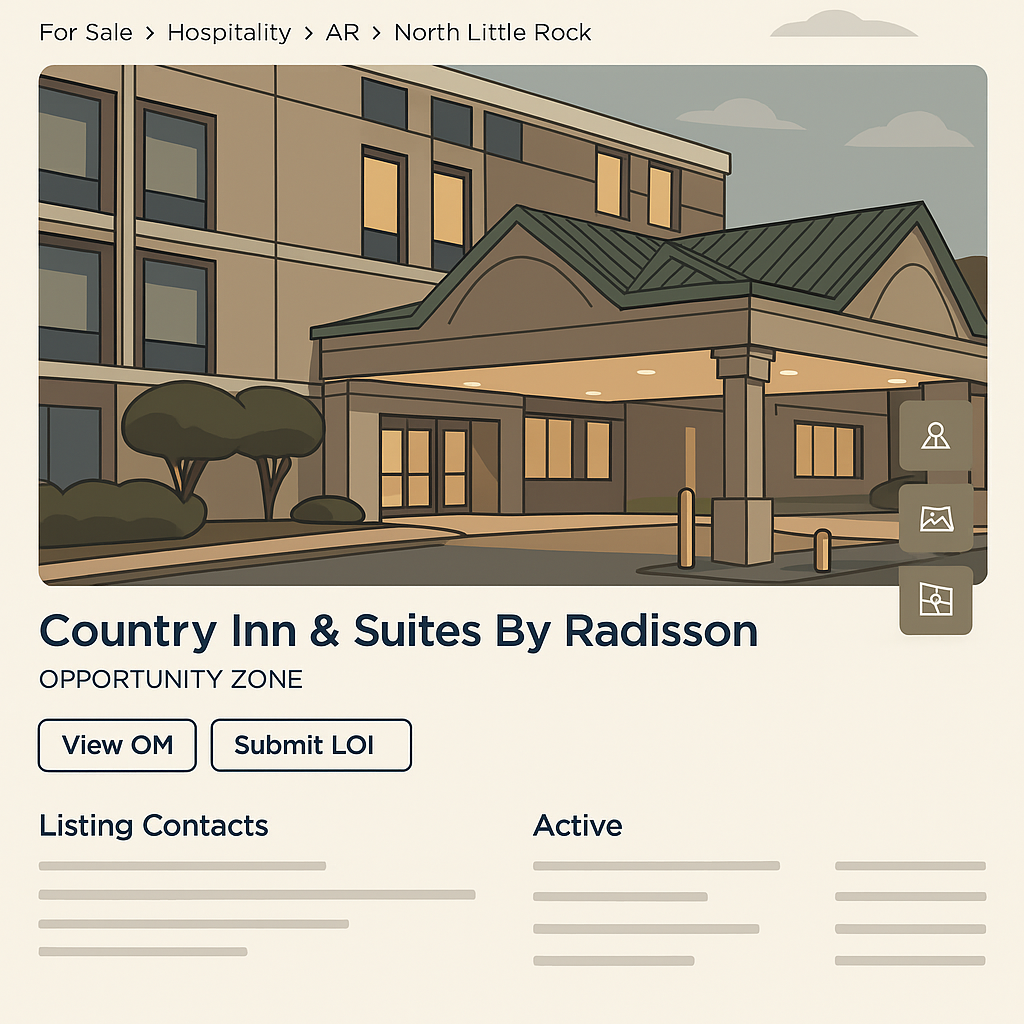 For Sale > Hospitality > AR > North Little Rock
Country Inn & Suites By Radisson
OPPORTUNITY ZONE
View OM
Submit LOI
Listing Contacts
Active